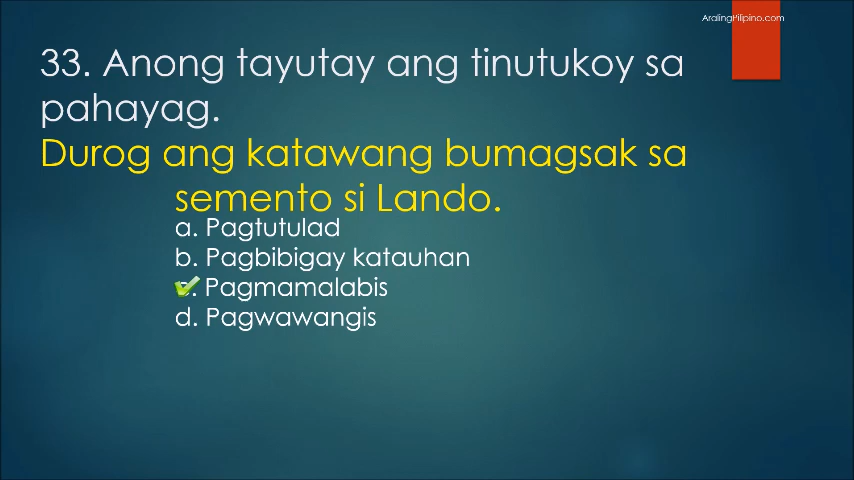 AralingPilipino.com
33. Anong tayutay ang tinutukoy sa
pahayag.
Durog ang katawang bumagsak sa
semento si Lando.
a. Pagtutulad
b. Pagbibigay katauhan
c. Pagmamalabis
d. Pagwawangis